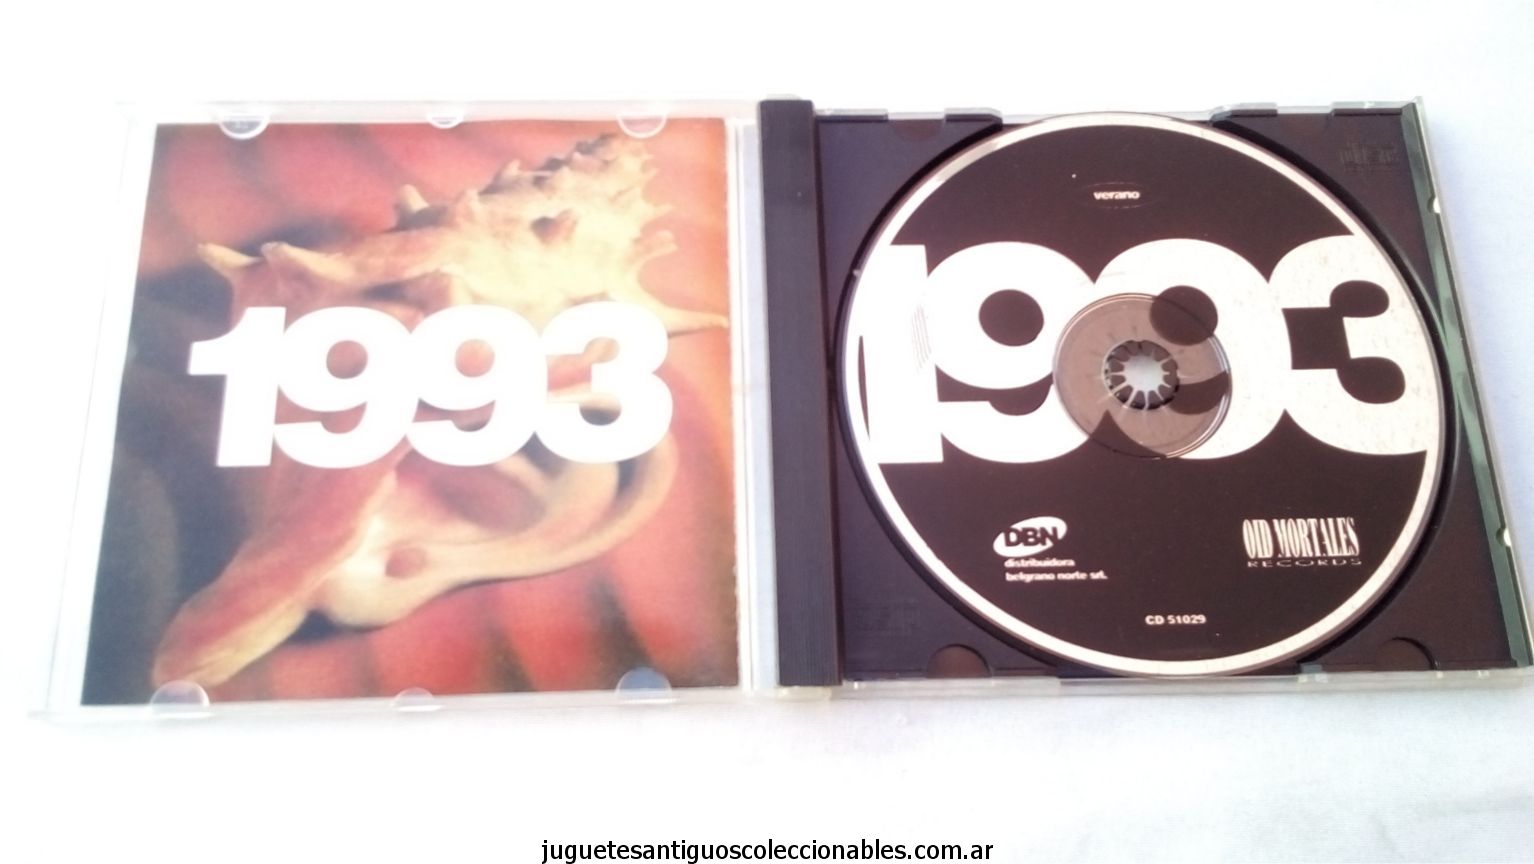 1993
verano
1993
DBN
distribuidora
belgrano norte srl.
OID MORTALES
RECORDS
CD 51029
juguetesantiguoscoleccionables.com.ar